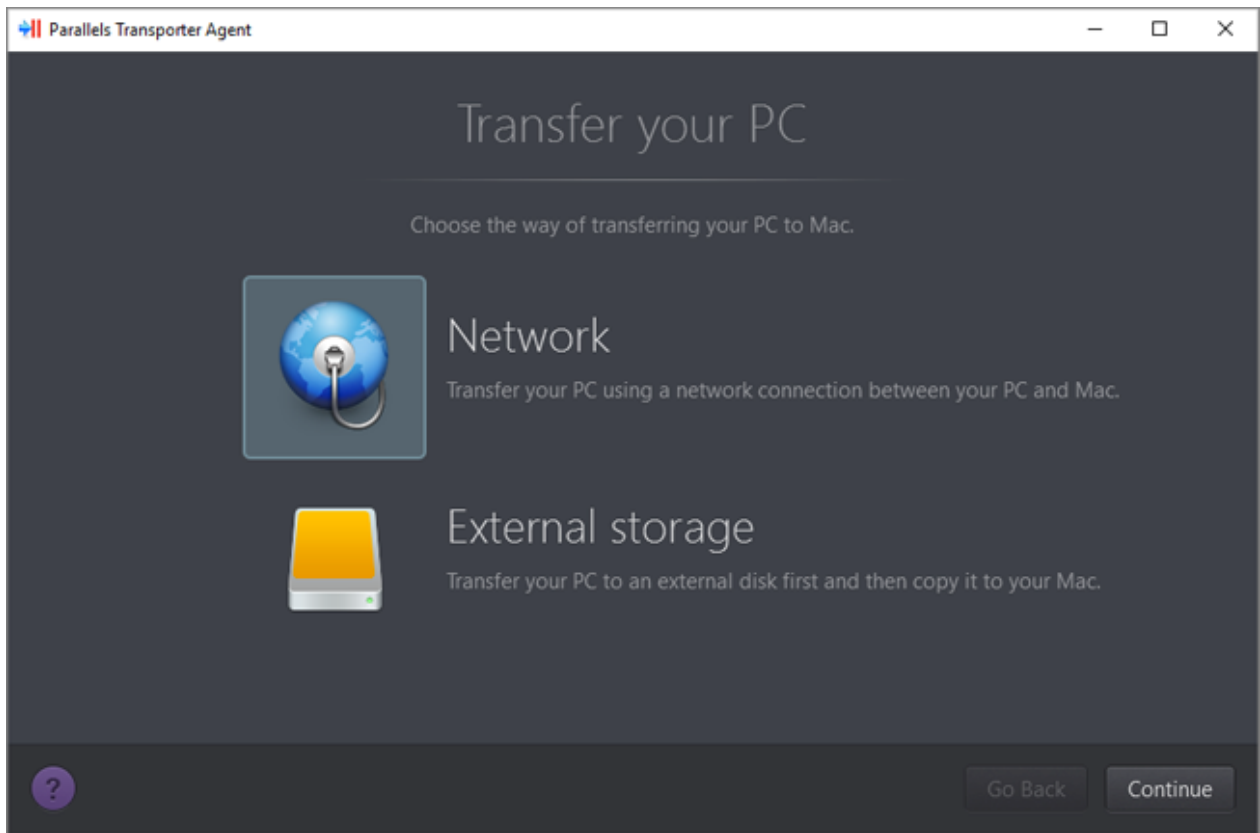 Parallels Transporter Agent
Transfer your PC
Choose the way of transferring your PC to Mac.
Network
Transfer your PC using a network connection between your PC and Mac.
External storage
Transfer your PC to an external disk first and then copy it to your Mac.
?
Go Back
Continue